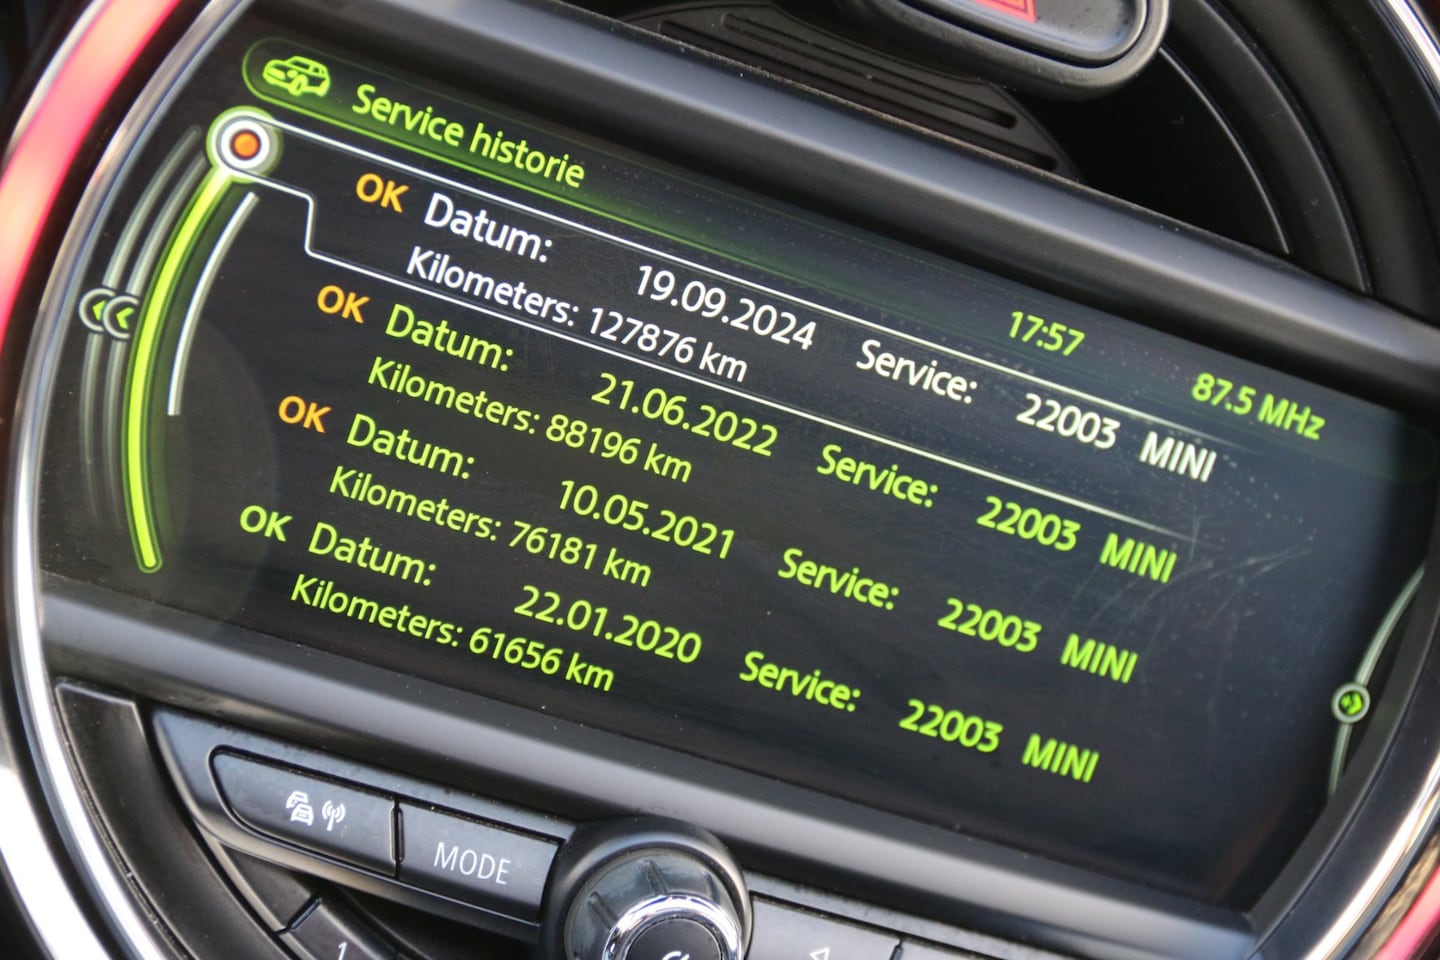 Service historie
17:57
87.5 MHz
OK Datum: 19.09.2024 Service: 22003 MINI
Kilometers: 127876 km
OK Datum: 21.06.2022 Service: 22003 MINI
Kilometers: 88196 km
OK Datum: 10.05.2021 Service: 22003 MINI
Kilometers: 76181 km
OK Datum: 22.01.2020 Service: 22003 MINI
Kilometers: 61656 km
MODE
1